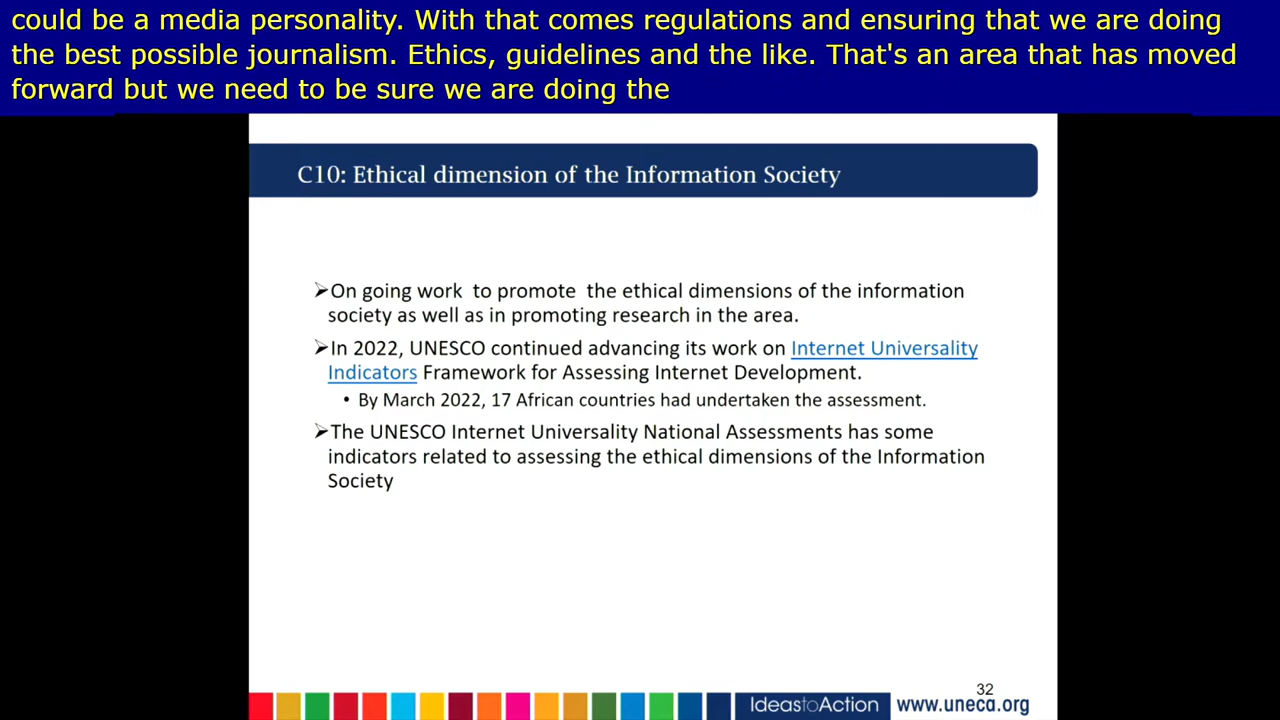 could be a media personality. With that comes regulations and ensuring that we are doing
the best possible journalism. Ethics, guidelines and the like. That's an area that has moved
forward but we need to be sure we are doing the
C10: Ethical dimension of the Information Society
➢On going work to promote the ethical dimensions of the information
society as well as in promoting research in the area.
➢In 2022, UNESCO continued advancing its work on Internet Universality
Indicators Framework for Assessing Internet Development.
• By March 2022, 17 African countries had undertaken the assessment.
➢The UNESCO Internet Universality National Assessments has some
indicators related to assessing the ethical dimensions of the Information
Society
32
IdeastoAction www.uneca.org